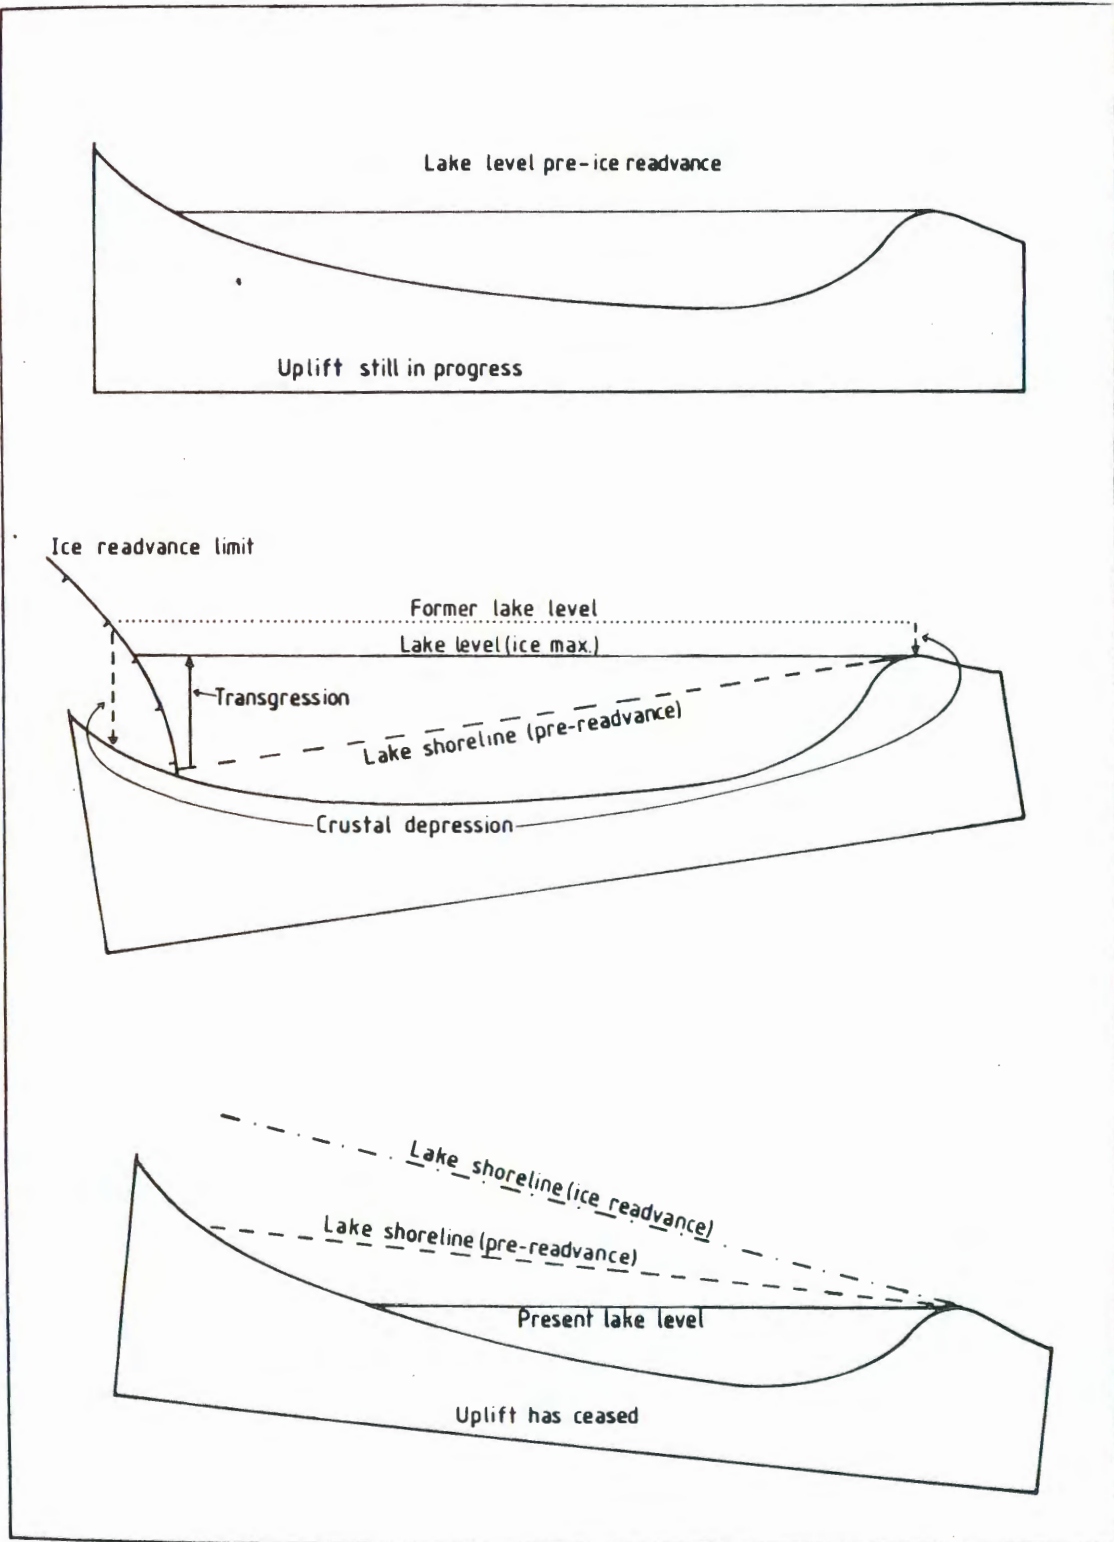 Lake level pre-ice readvance
Uplift still in progress
Ice readvance limit
Former lake level
Lake level (ice max.)
Transgression
Lake shoreline (pre-readvance)
Crustal depression
Lake shoreline (ice readvance)
Lake shoreline (pre-readvance)
Present lake level
Uplift has ceased